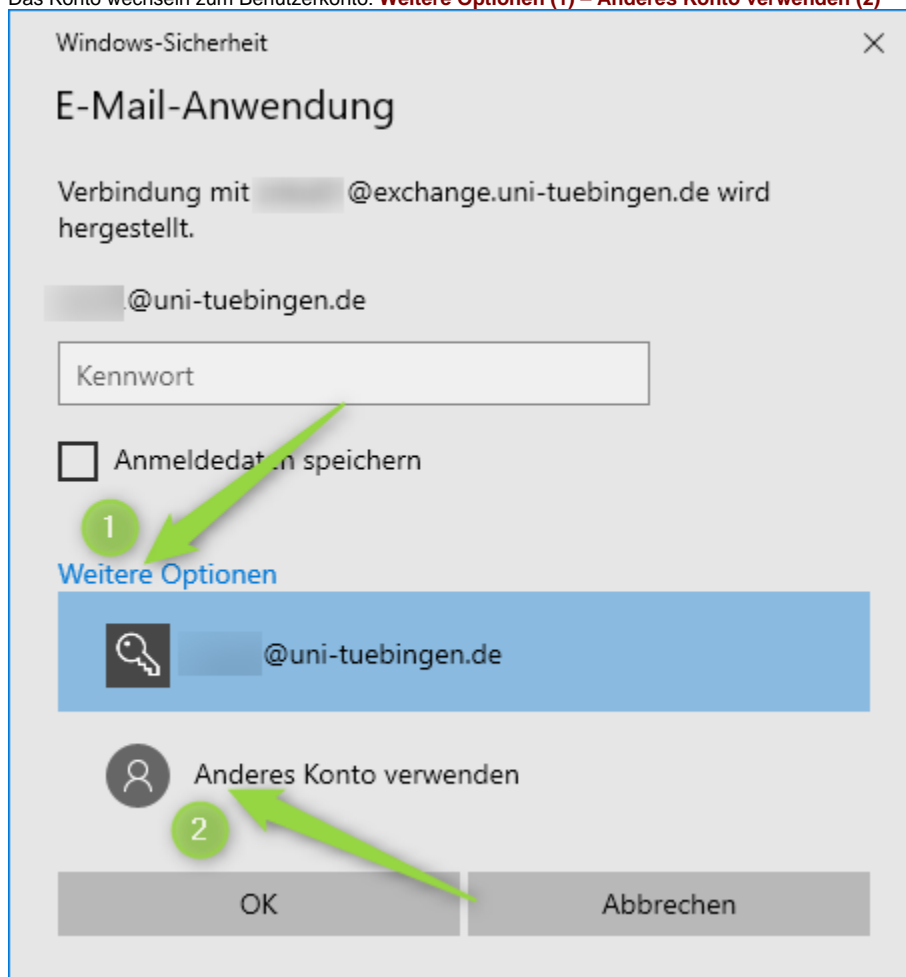 Das Konto wechseln zum Benutzerkonto: Weitere Optionen (1) – Anderes Konto verwenden (2)
Windows-Sicherheit
E-Mail-Anwendung
Verbindung mit @exchange.uni-tuebingen.de wird
hergestellt.
@uni-tuebingen.de
Kennwort
Anmeldedaten speichern
1
Weitere Optionen
@uni-tuebingen.de
Anderes Konto verwenden
2
OK Abbrechen